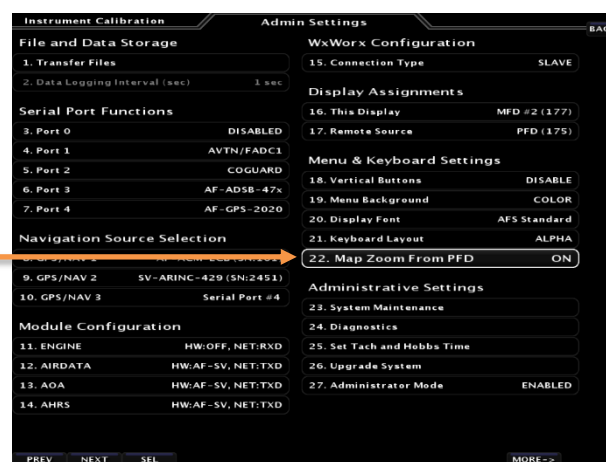 Instrument Calibration
Admin Settings
BAC
File and Data Storage
1. Transfer Files
2. Data Logging Interval (sec) 1 sec
Serial Port Functions
3. Port 0 DISABLED
4. Port 1 AVTN/FADC1
5. Port 2 COGUARD
6. Port 3 AF-ADSB-47x
7. Port 4 AF-GPS-2020
Navigation Source Selection
8. GPS/NAV 1
9. GPS/NAV 2 SV-ARINC-429 (SN:2451)
10. GPS/NAV 3 Serial Port #4
Module Configuration
11. ENGINE HW:OFF, NET:RXD
12. AIRDATA HW:AF-SV, NET:TXD
13. AOA HW:AF-SV, NET:TXD
14. AHRS HW:AF-SV, NET:TXD
WxWorx Configuration
15. Connection Type SLAVE
Display Assignments
16. This Display MFD #2 (177)
17. Remote Source PFD (175)
Menu & Keyboard Settings
18. Vertical Buttons DISABLE
19. Menu Background COLOR
20. Display Font AFS Standard
21. Keyboard Layout ALPHA
22. Map Zoom From PFD ON
Administrative Settings
23. System Maintenance
24. Diagnostics
25. Set Tach and Hobbs Time
26. Upgrade System
27. Administrator Mode ENABLED
PREV NEXT SEL MORE->